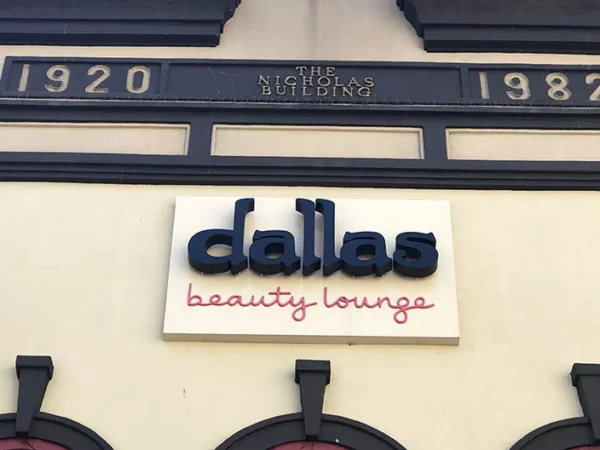 1920 THE NICHOLAS BUILDING 1982
dallas
beauty lounge